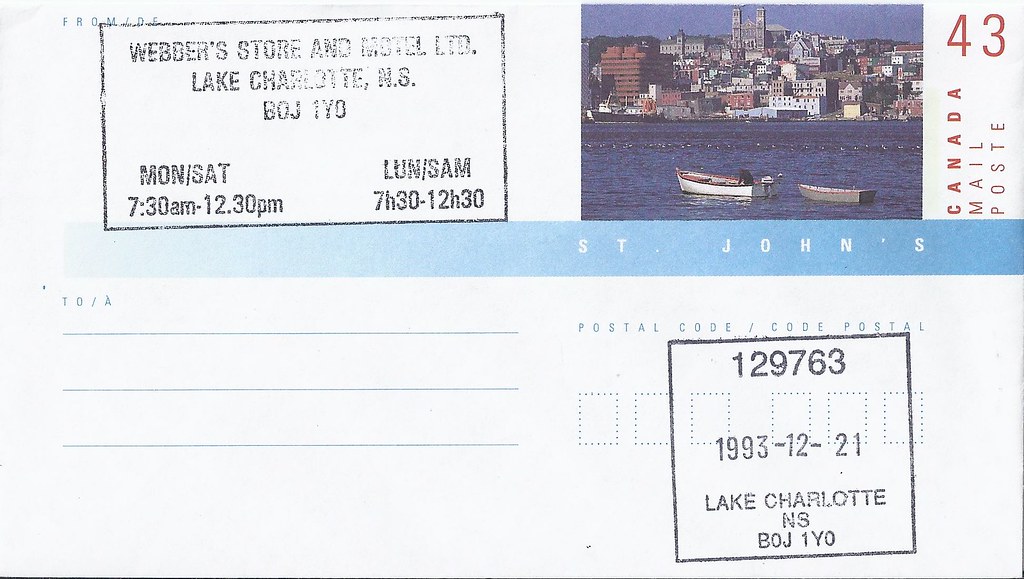 FROM/DE
WEBBER'S STORE AND MOTEL LTD.
LAKE CHARLOTTE, N.S.
B0J 1Y0
MON/SAT
7:30am-12.30pm
LUN/SAM
7h30-12h30
43
CANADA
MAIL
POSTE
ST. JOHN'S
TO/À
POSTAL CODE / CODE POSTAL
129763
1993-12-21
LAKE CHARLOTTE
NS
B0J 1Y0